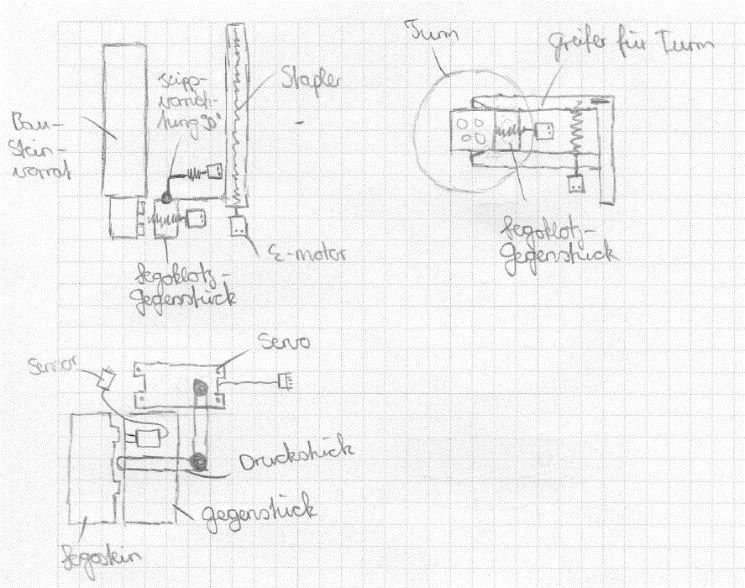 Turm
Greifer für Turm
Kipp-
vorrich-
tung 90°
Stapler
Bau-
Stein-
vorrat
E-motor
Legoklotz-
Gegenstück
Legoklotz-
Gegenstück
Servo
Sensor
Druckstück
Gegenstück
Legostein